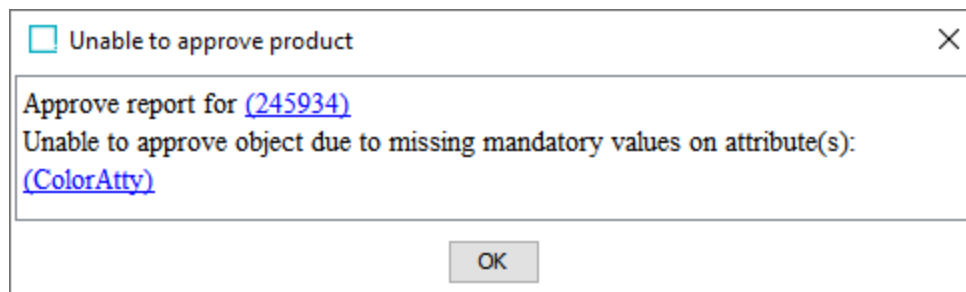 Unable to approve product
Approve report for (245934)
Unable to approve object due to missing mandatory values on attribute(s):
(ColorAtty)
OK